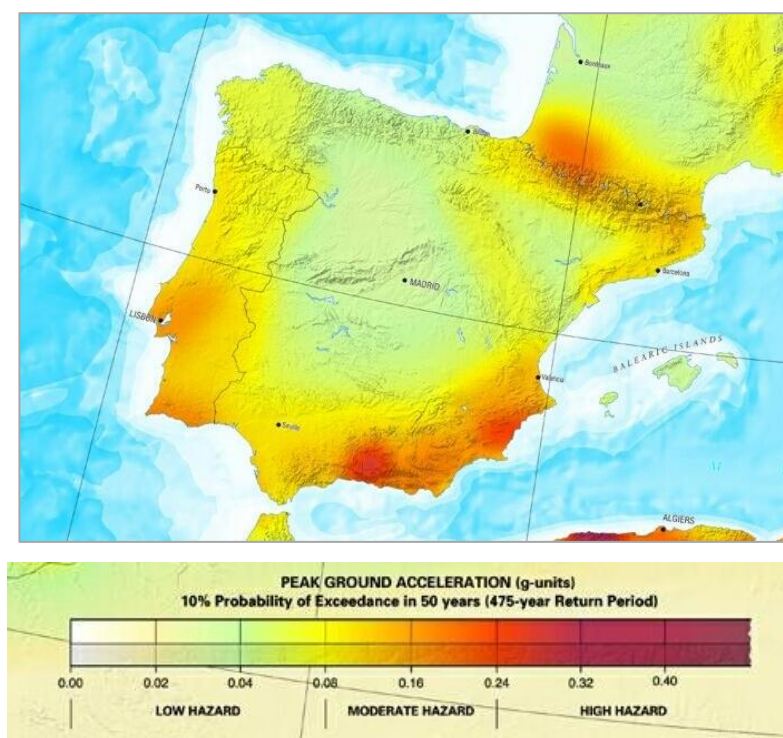 Bordeaux
Porto
MADRID
Barcelona
LISBON
BALEARIC ISLANDS
Valencia
Seville
ALGIERS
PEAK GROUND ACCELERATION (g-units)
10% Probability of Exceedance in 50 years (475-year Return Period)
0.00 0.02 0.04 0.08 0.16 0.24 0.32 0.40
LOW HAZARD MODERATE HAZARD HIGH HAZARD